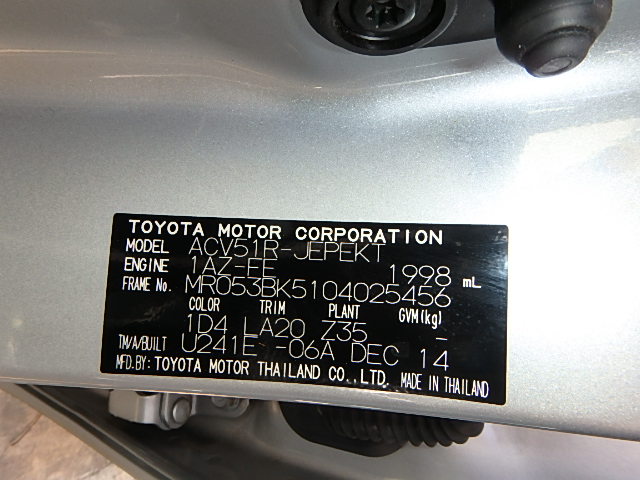 TOYOTA MOTOR CORPORATION
MODEL ACV51R-JEPEKT
ENGINE 1AZ-FE 1998 mL
FRAME No. MR053BK5104025456
COLOR TRIM PLANT GVM(kg)
1D4 LA20 Z35 -
TM/A/BUILT U241E -06A DEC 14
MFD.BY: TOYOTA MOTOR THAILAND CO.,LTD. MADE IN THAILAND